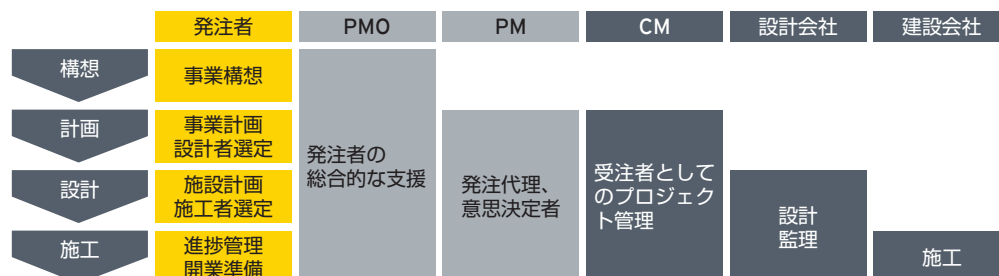 発注者
PMO
PM
CM
設計会社
建設会社
構想
事業構想
計画
事業計画
設計者選定
設計
施設計画
施工者選定
施工
進捗管理
開業準備
発注者の
総合的な支援
発注代理、
意思決定者
受注者として
のプロジェク
ト管理
設計
監理
施工